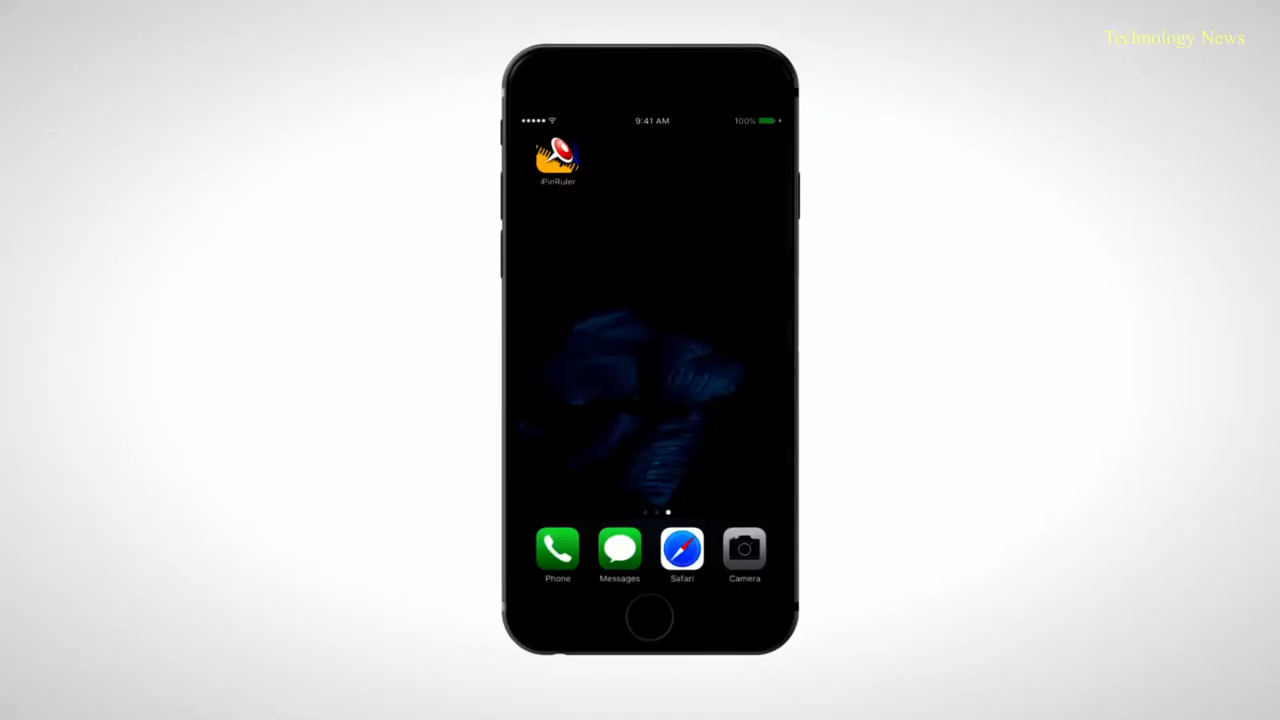 Technology News
9:41 AM
100%
iPinRuler
Phone
Messages
Safari
Camera